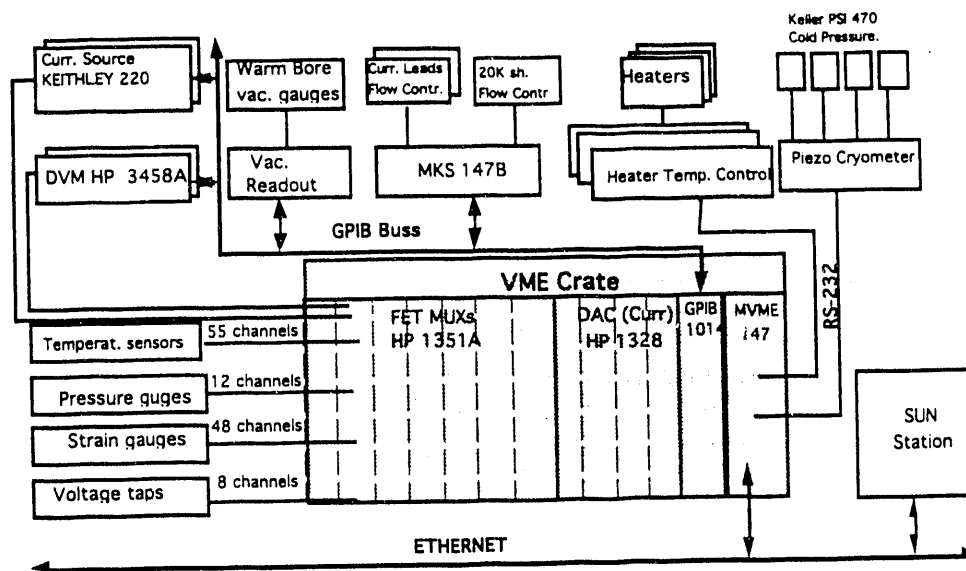 Keller PSI 470
Cold Pressure.
Curr. Source
KEITHLEY 220
Warm Bore
vac. gauges
Curr. Leads
Flow Contr.
20K sh.
Flow Contr
Heaters
DVM HP 3458A
Vac.
Readout
MKS 147B
Heater Temp. Control
Piezo Cryometer
GPIB Buss
RS-232
VME Crate
FET MUXs
HP 1351A
DAC (Curr)
HP 1328
GPIB
1014
MVME
147
Temperat. sensors
55 channels
Pressure guges
12 channels
Strain gauges
48 channels
Voltage taps
8 channels
SUN
Station
ETHERNET